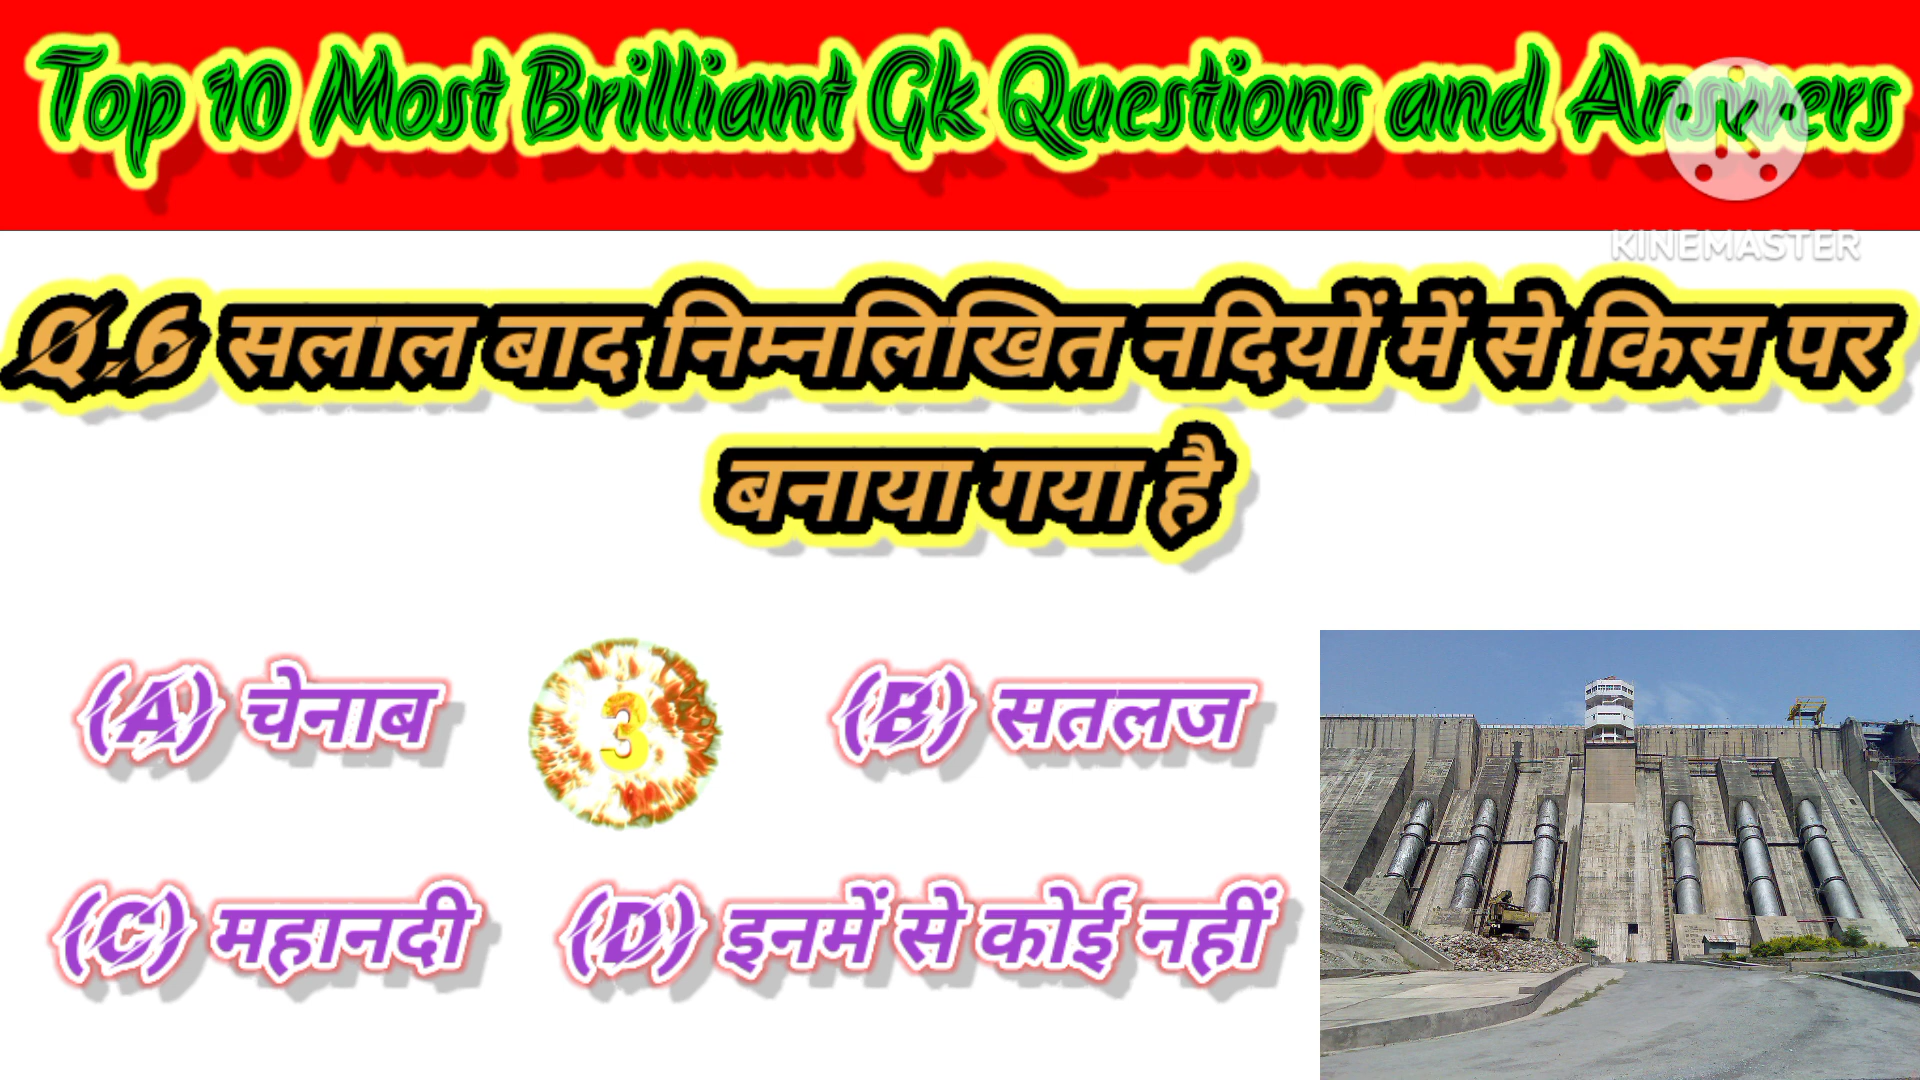 Top 10 Most Brilliant Gk Questions and Answers
KINEMASTER
Q.6 सलाल बाद निम्नलिखित नदियों में से किस पर
बनाया गया है
(A) चेनाब
3
(B) सतलज
(C) महानदी
(D) इनमें से कोई नहीं